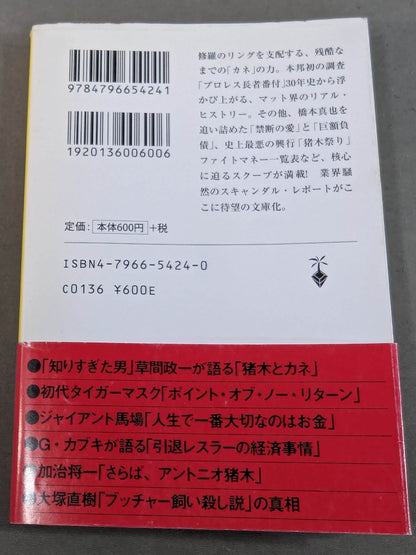 修羅のリングを支配する、残酷な
までの「カネ」の力。本邦初の調査
「プロレス長者番付」30年史から浮
かび上がる、マット界のリアル・ヒ
ストリー。その他、橋本真也を
追い詰めた「禁断の愛」と「巨額負
債」、史上最悪の興行「猪木祭り」
ファイトマネー一覧表など、核心
に迫るスクープが満載! 業界騒
然のスキャンダル・レポートがこ
こに待望の文庫化。
9784796654241
1920136006006
定価:本体600円+税
ISBN4-7966-5424-0
C0136 ¥600E
●「知りすぎた男」草間政一が語る「猪木とカネ」
●初代タイガーマスク「ポイント・オブ・ノー・リターン」
●ジャイアント馬場「人生で一番大切なのはお金」
●G・カブキが語る「引退レスラーの経済事情」
●加治将一「さらば、アントニオ猪木」
●大塚直樹「ブッチャー飼い殺し説」の真相